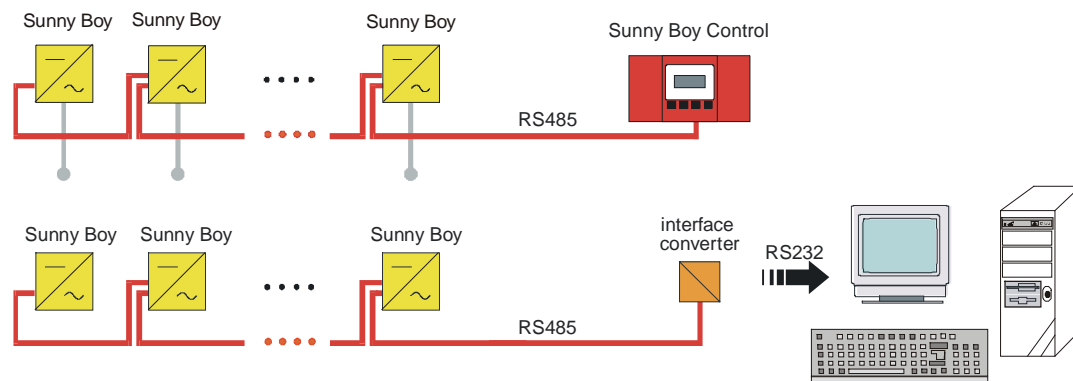 Sunny Boy
Sunny Boy
Sunny Boy
Sunny Boy Control
RS485
Sunny Boy
Sunny Boy
Sunny Boy
interface
converter
RS232
RS485